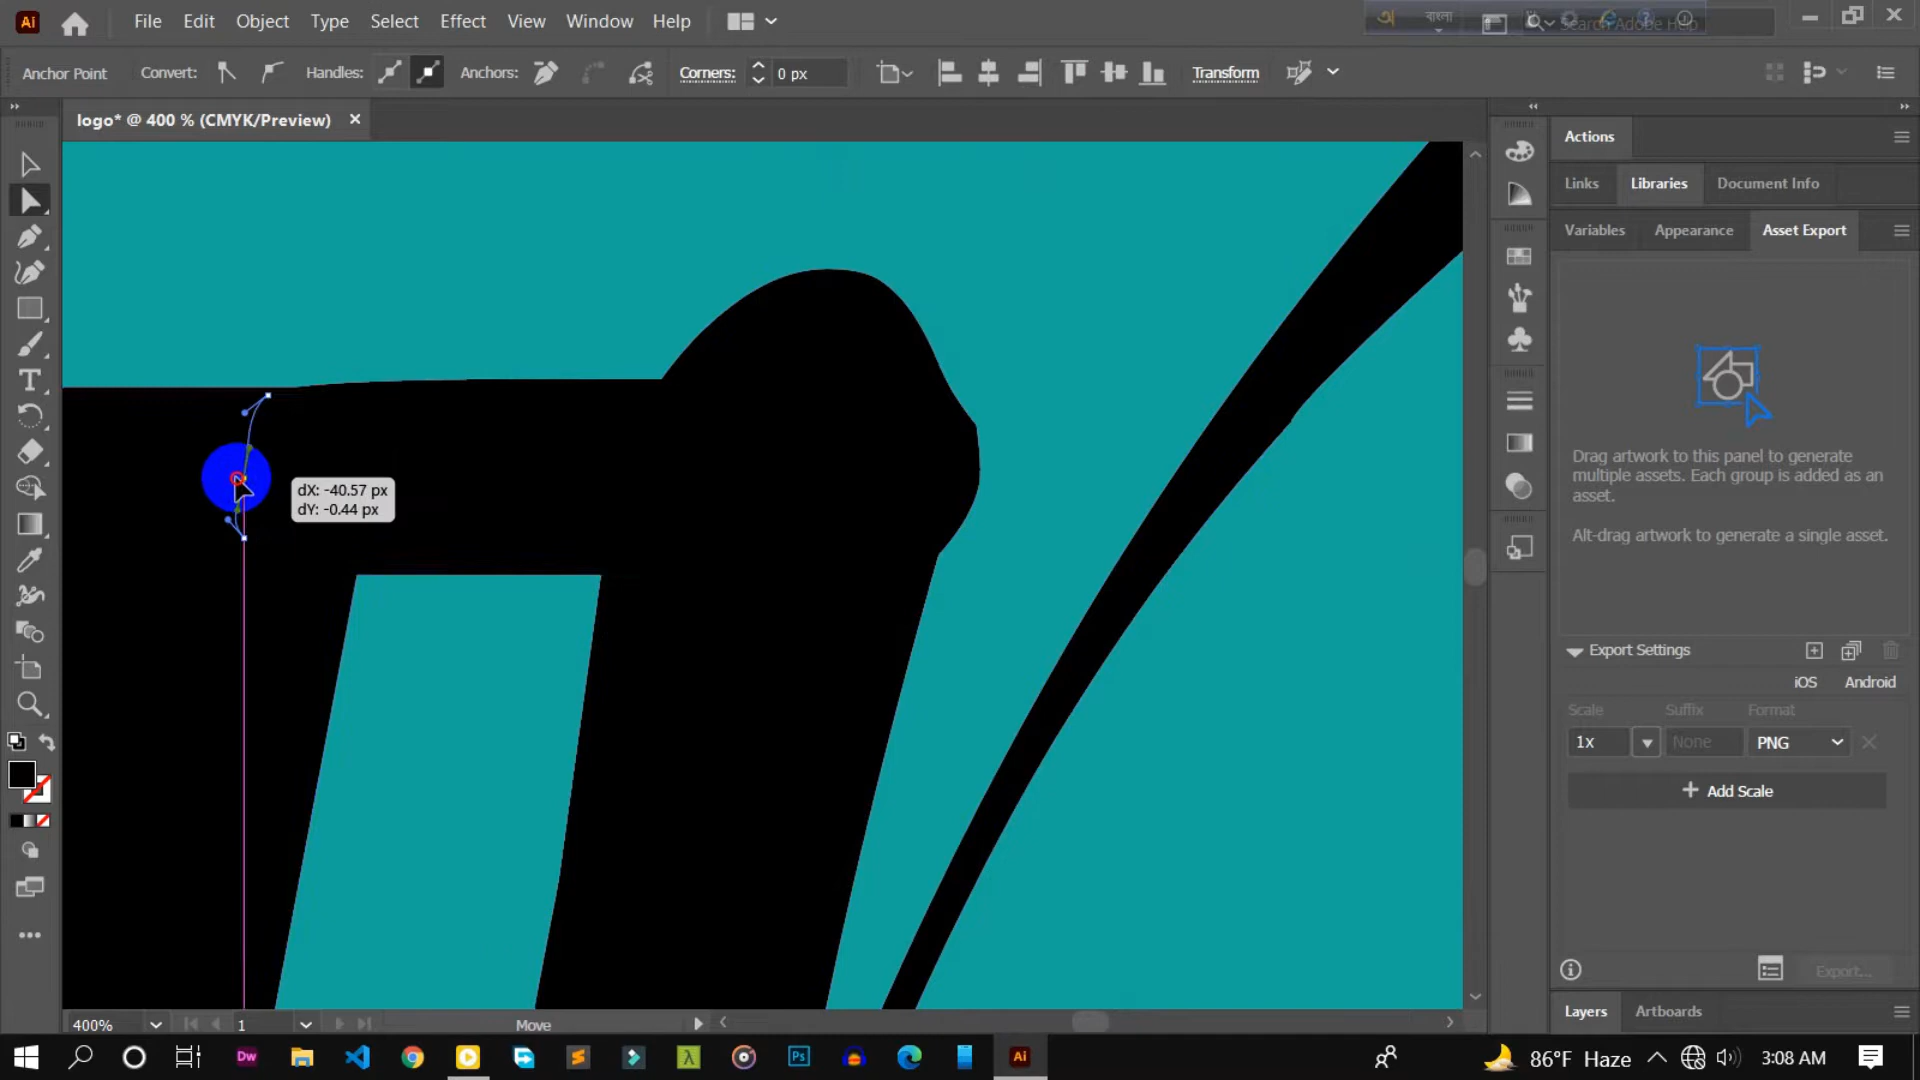 Ai File Edit Object Type Select Effect View Window Help
বাংলা
Search Adobe Help
Anchor Point Convert: Handles: Anchors: Corners: 0 px Transform
logo* @ 400 % (CMYK/Preview) ×
Actions
Links Libraries Document Info
Variables Appearance Asset Export
dX: -40.57 px
dY: -0.44 px
Drag artwork to this panel to generate
multiple assets. Each group is added as an
asset.
Alt-drag artwork to generate a single asset.
Export Settings
iOS Android
Scale Suffix Format
1x None PNG
+ Add Scale
Export...
Layers Artboards
400% 1 Move
Dw Ps Ai 86°F Haze 3:08 AM